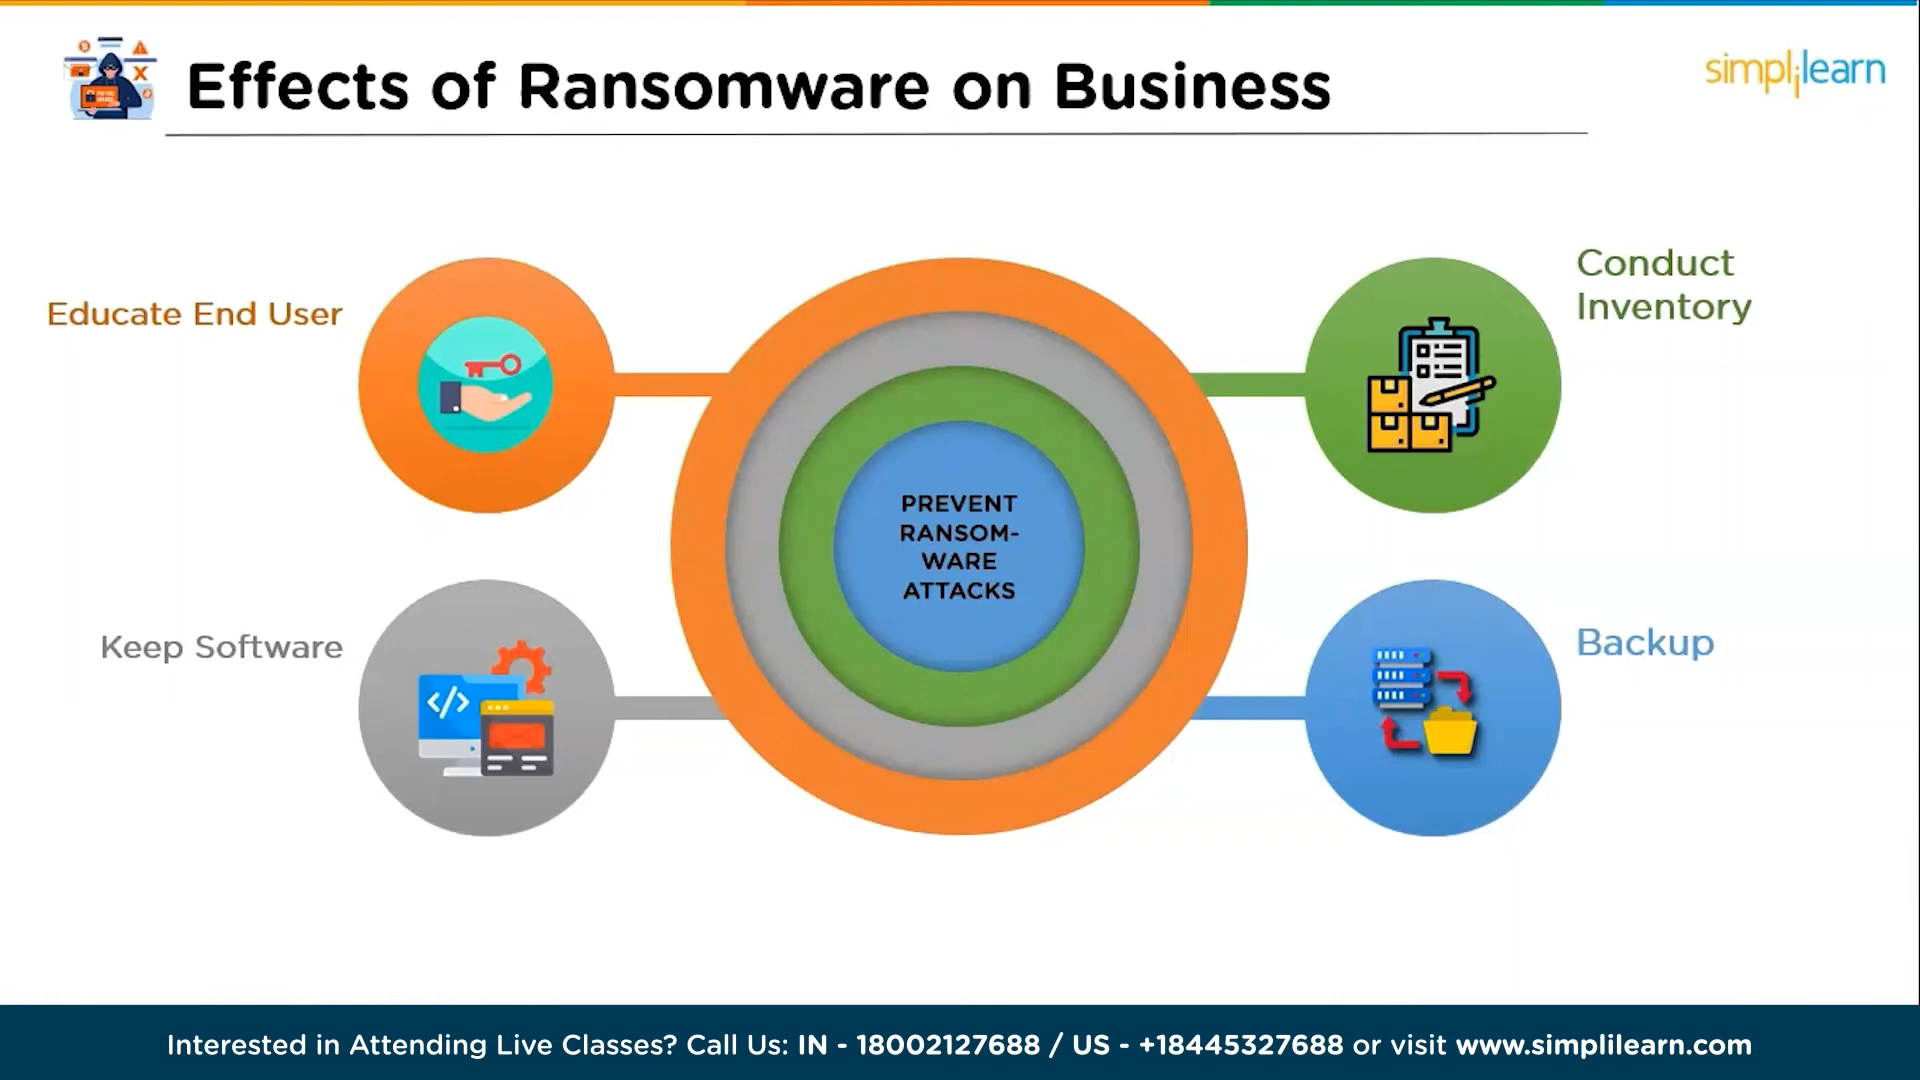 Effects of Ransomware on Business
simplilearn
Educate End User
Conduct
Inventory
PREVENT
RANSOM-
WARE
ATTACKS
Keep Software
Backup
Interested in Attending Live Classes? Call Us: IN - 18002127688 / US - +18445327688 or visit www.simplilearn.com